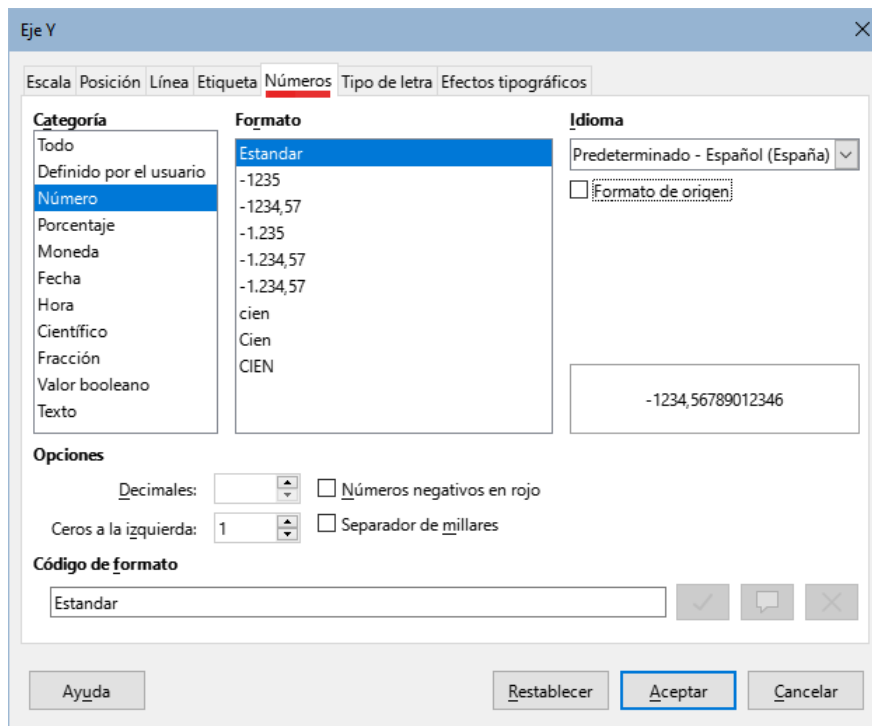 Eje Y
Escala Posición Línea Etiqueta Números Tipo de letra Efectos tipográficos
Categoría
Todo
Definido por el usuario
Número
Porcentaje
Moneda
Fecha
Hora
Científico
Fracción
Valor booleano
Texto
Formato
Estandar
-1235
-1234,57
-1.235
-1.234,57
-1.234,57
cien
Cien
CIEN
Idioma
Predeterminado - Español (España)
Formato de origen
-1234,56789012346
Opciones
Decimales:
Números negativos en rojo
Ceros a la izquierda: 1
Separador de millares
Código de formato
Estandar
Ayuda
Restablecer
Aceptar
Cancelar